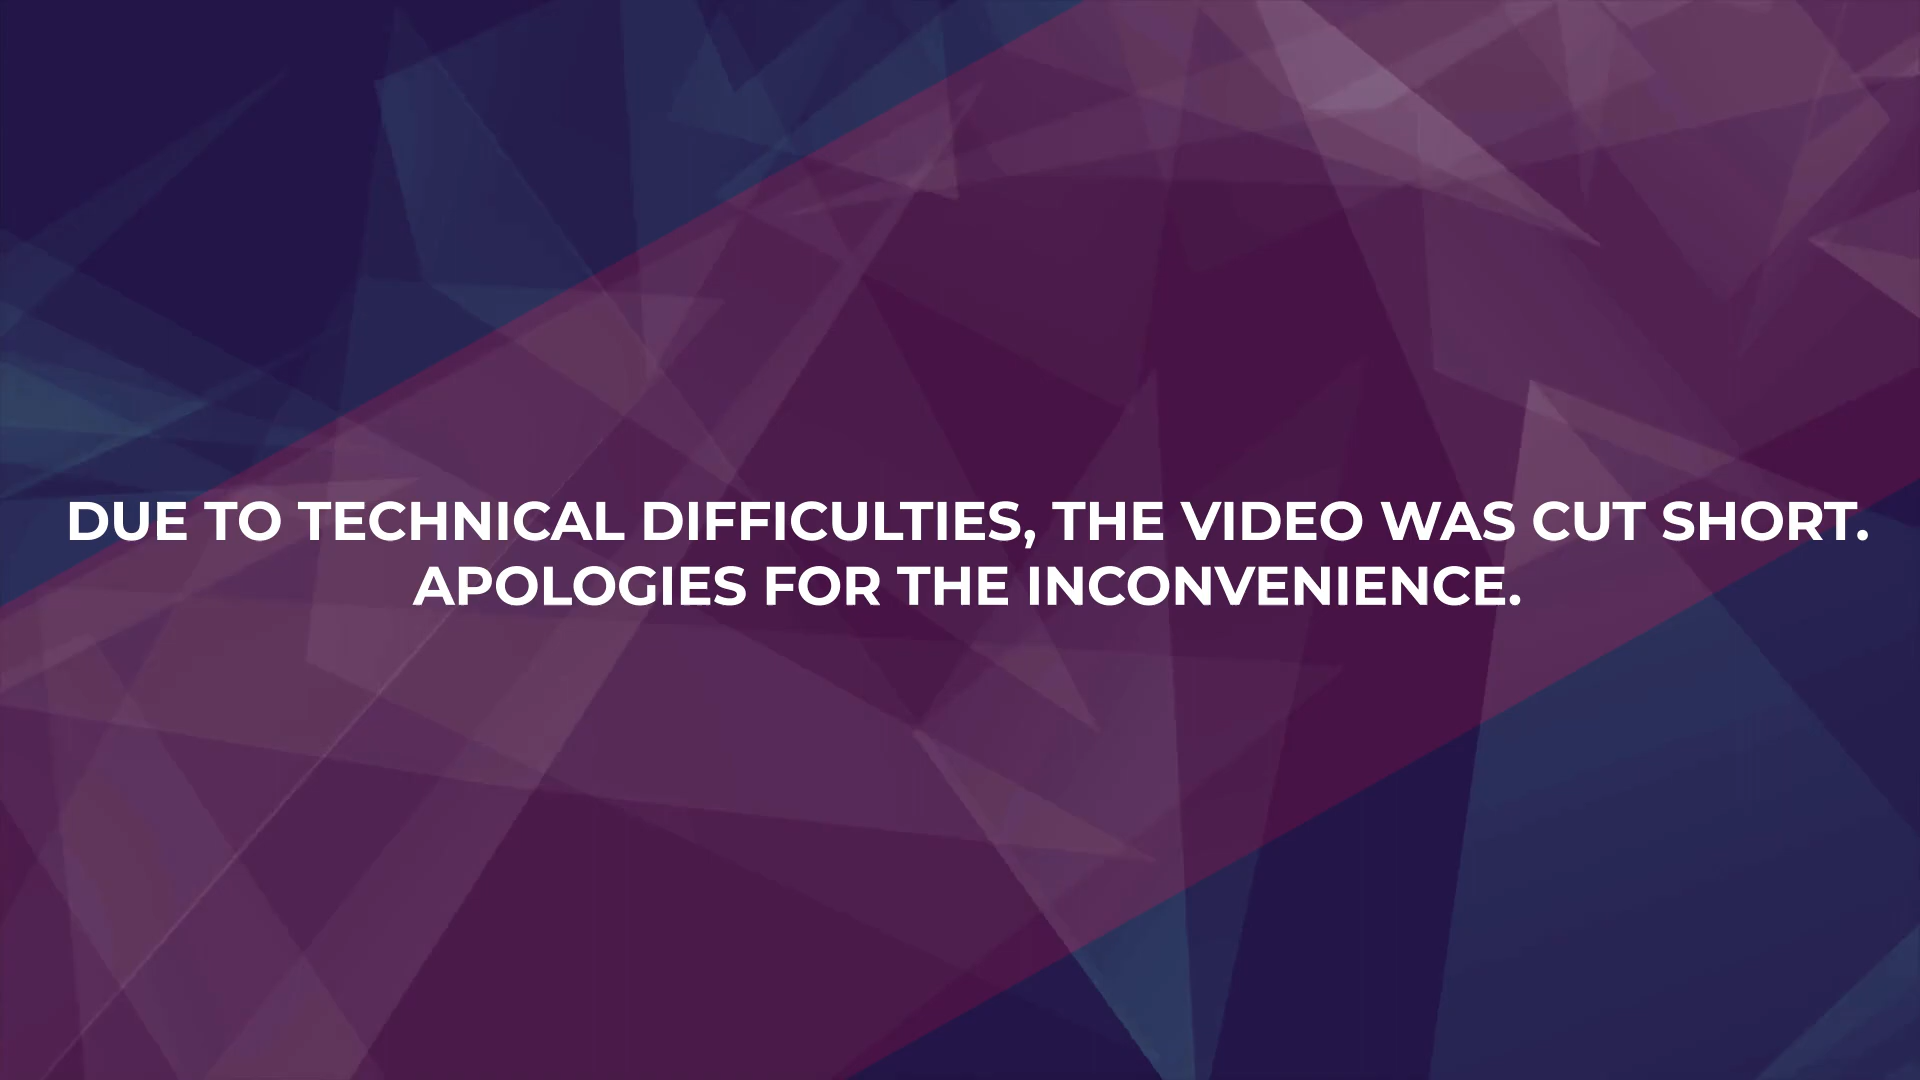 DUE TO TECHNICAL DIFFICULTIES, THE VIDEO WAS CUT SHORT.
APOLOGIES FOR THE INCONVENIENCE.